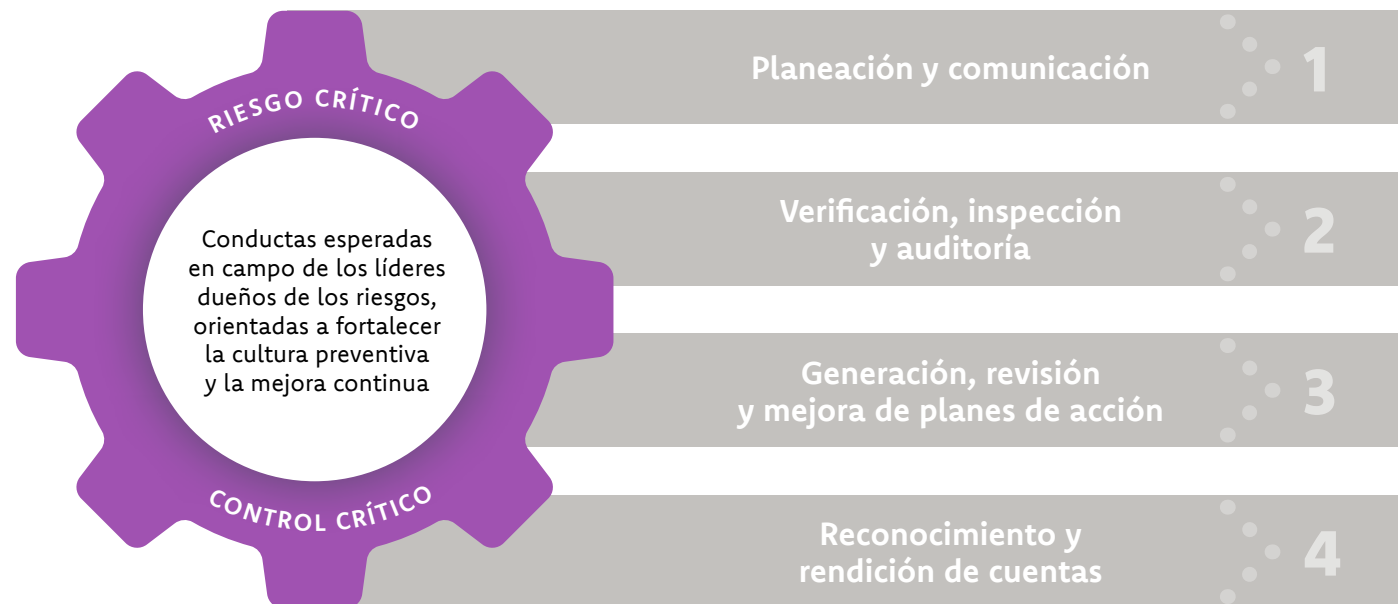 RIESGO CRÍTICO
Conductas esperadas
en campo de los líderes
dueños de los riesgos,
orientadas a fortalecer
la cultura preventiva
y la mejora continua
CONTROL CRÍTICO
Planeación y comunicación
1
Verificación, inspección
y auditoría
2
Generación, revisión
y mejora de planes de acción
3
Reconocimiento y
rendición de cuentas
4